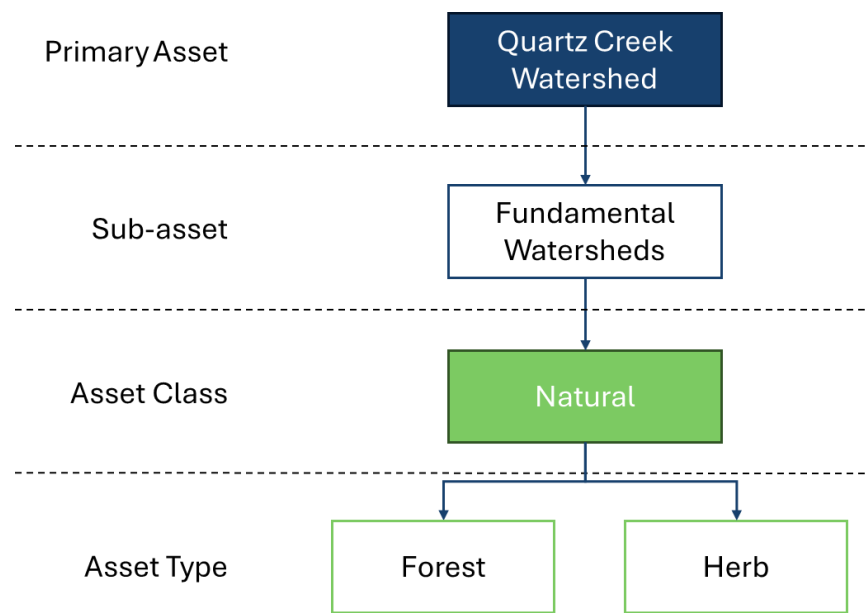 Primary Asset
Quartz Creek
Watershed
Sub-asset
Fundamental
Watersheds
Asset Class
Natural
Asset Type
Forest
Herb